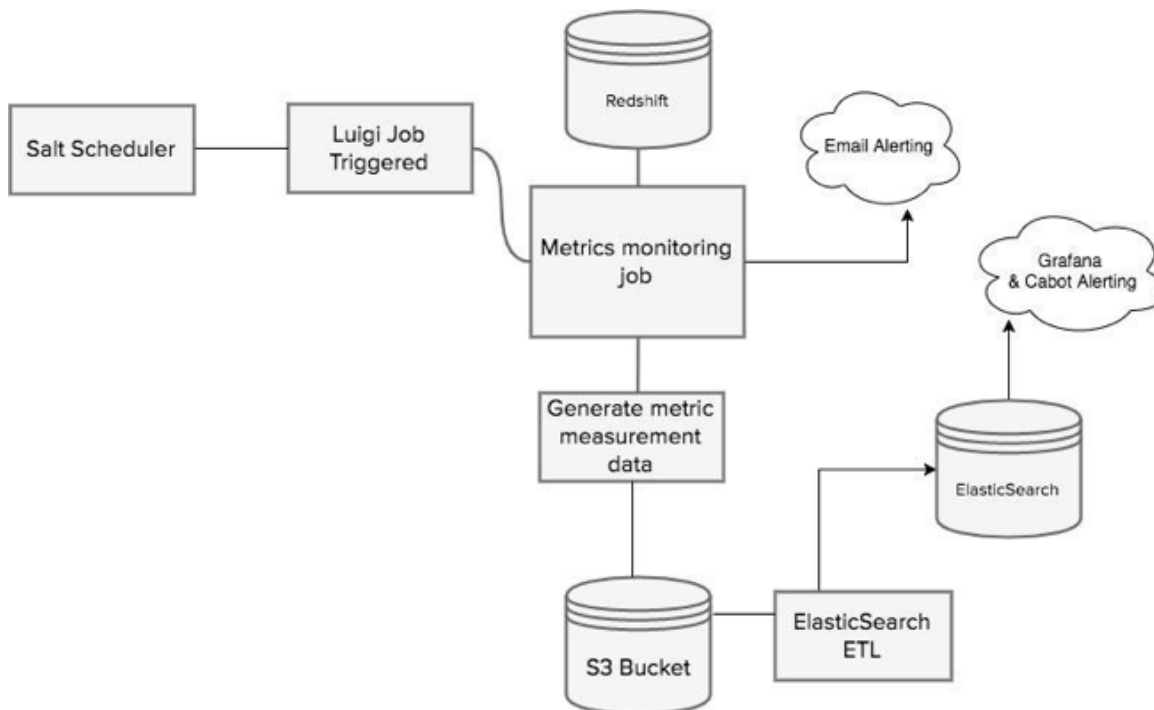 Redshift
Salt Scheduler
Luigi Job
Triggered
Email Alerting
Metrics monitoring
job
Grafana
& Cabot Alerting
Generate metric
measurement
data
ElasticSearch
S3 Bucket
ElasticSearch
ETL